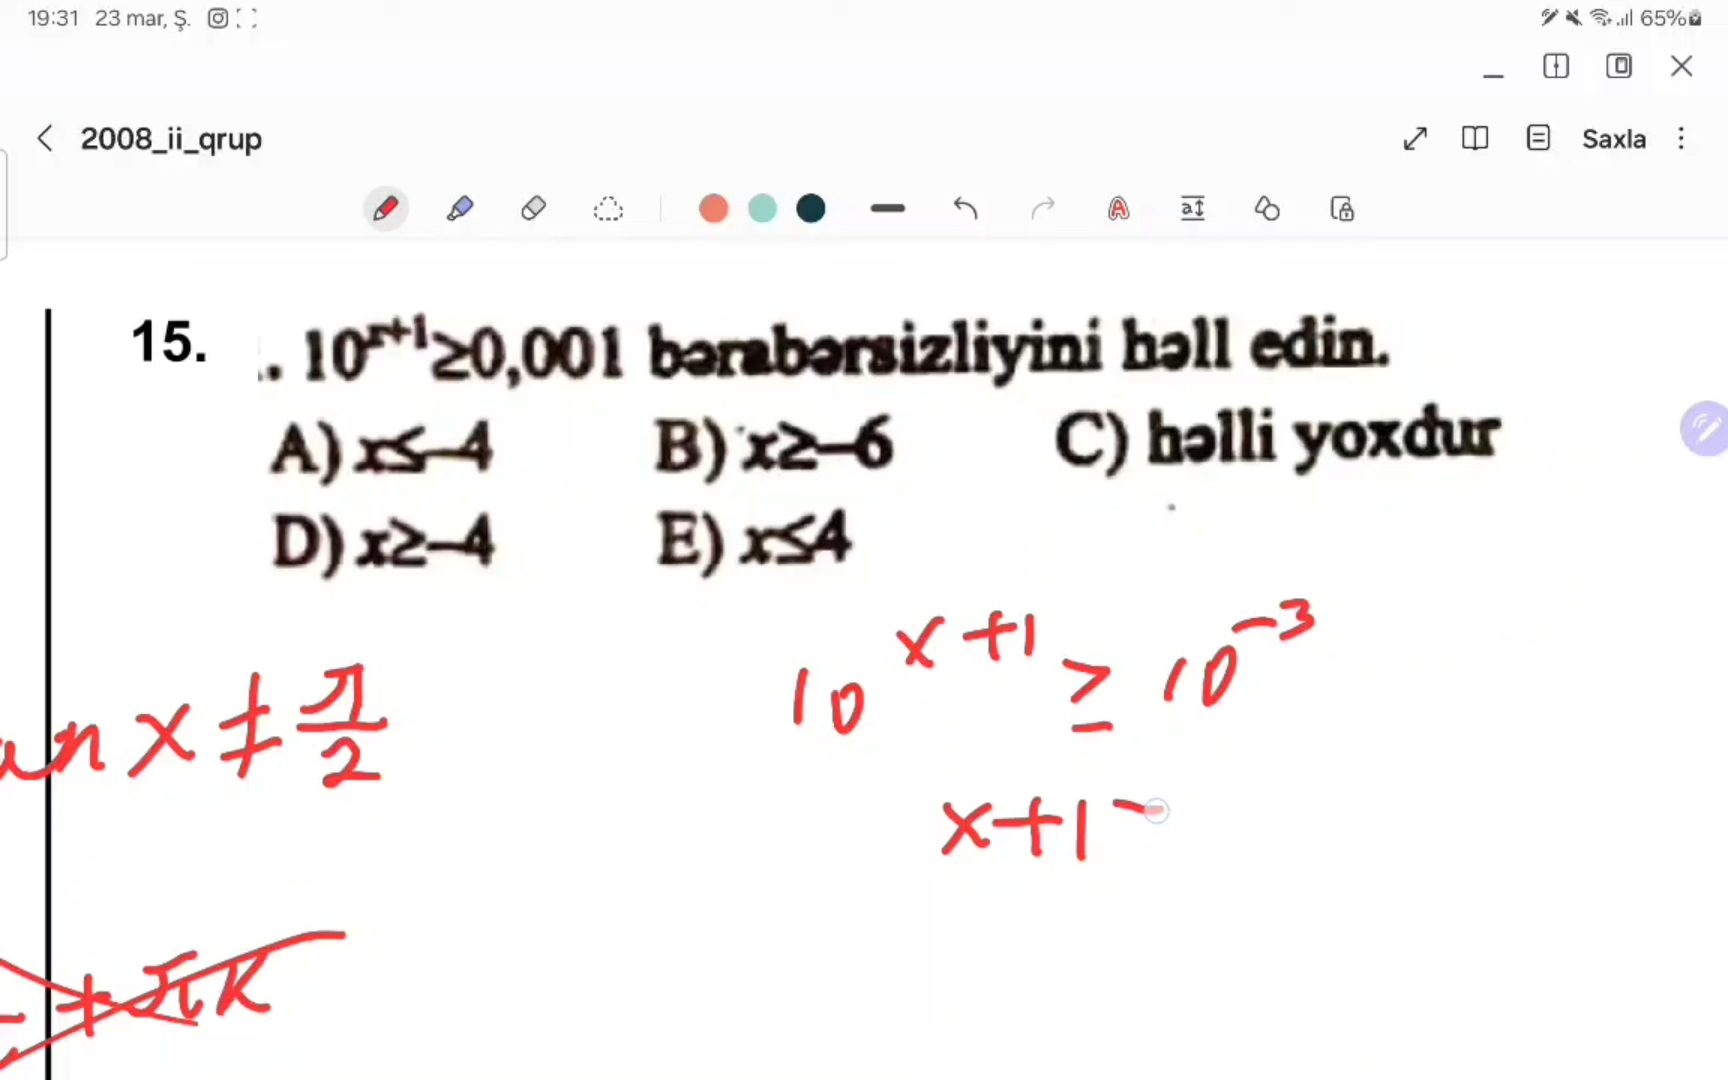 19:31 23 mar, Ş. 65%
2008_ii_qrup Saxla
15. . 10^{x+1}≥0,001 bərabərsizliyini həll edin.
A) x≤–4 B) x≥–6 C) həlli yoxdur
D) x≥–4 E) x≤4
10^{x+1} ≥ 10^{-3}
x ≠ π/2
x+1
+ πk